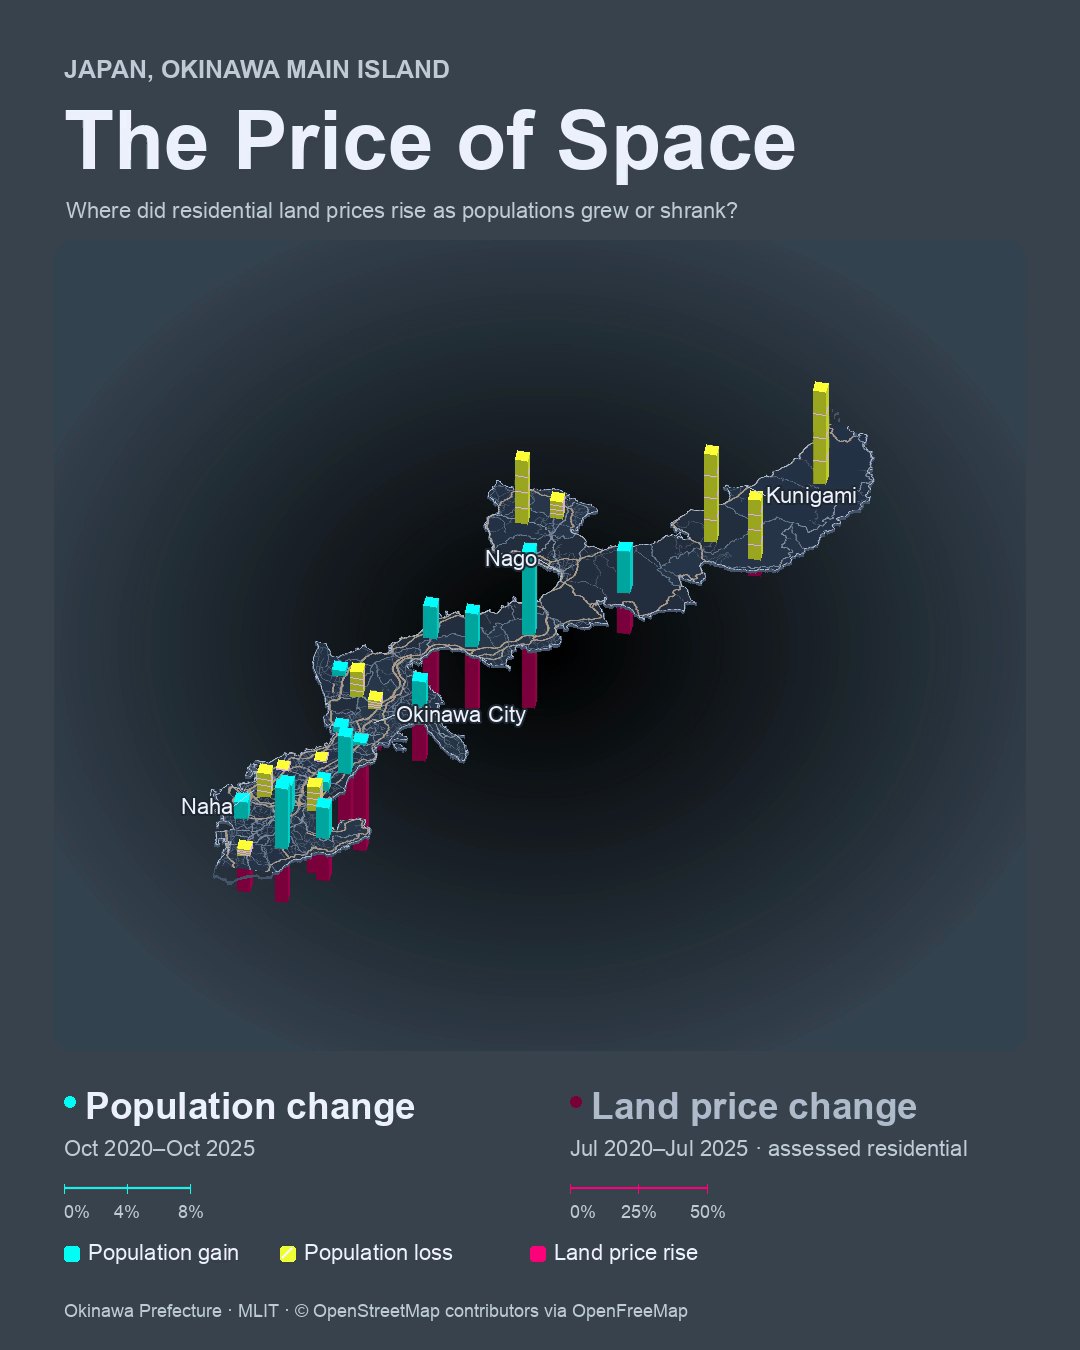 JAPAN, OKINAWA MAIN ISLAND
The Price of Space
Where did residential land prices rise as populations grew or shrank?
Kunigami
Nago
Okinawa City
Naha
Population change
Oct 2020–Oct 2025
0% 4% 8%
Land price change
Jul 2020–Jul 2025 · assessed residential
0% 25% 50%
Population gain
Population loss
Land price rise
Okinawa Prefecture · MLIT · © OpenStreetMap contributors via OpenFreeMap